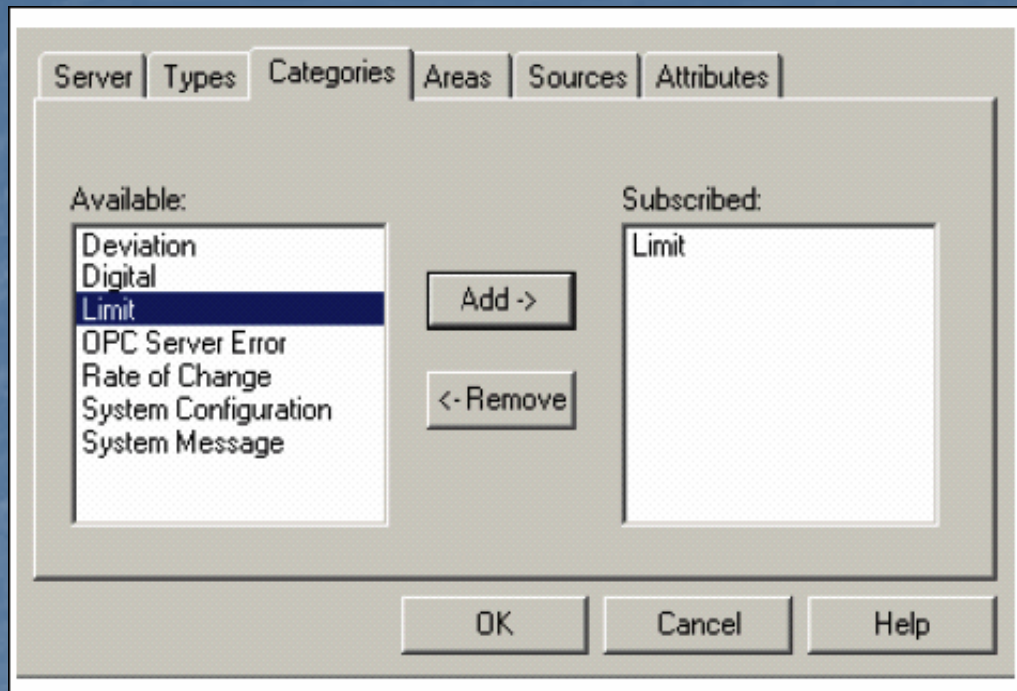 Server Types Categories Areas Sources Attributes
Available:
Deviation
Digital
Limit
OPC Server Error
Rate of Change
System Configuration
System Message
Add ->
<- Remove
Subscribed:
Limit
OK Cancel Help